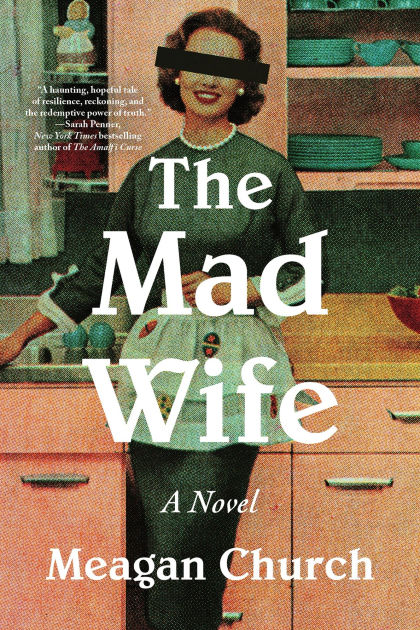 "A haunting, hopeful tale
of resilience, reckoning, and
the redemptive power of truth."
—Sarah Penner,
New York Times bestselling
author of The Amalfi Curse
The
Mad
Wife
A Novel
Meagan Church